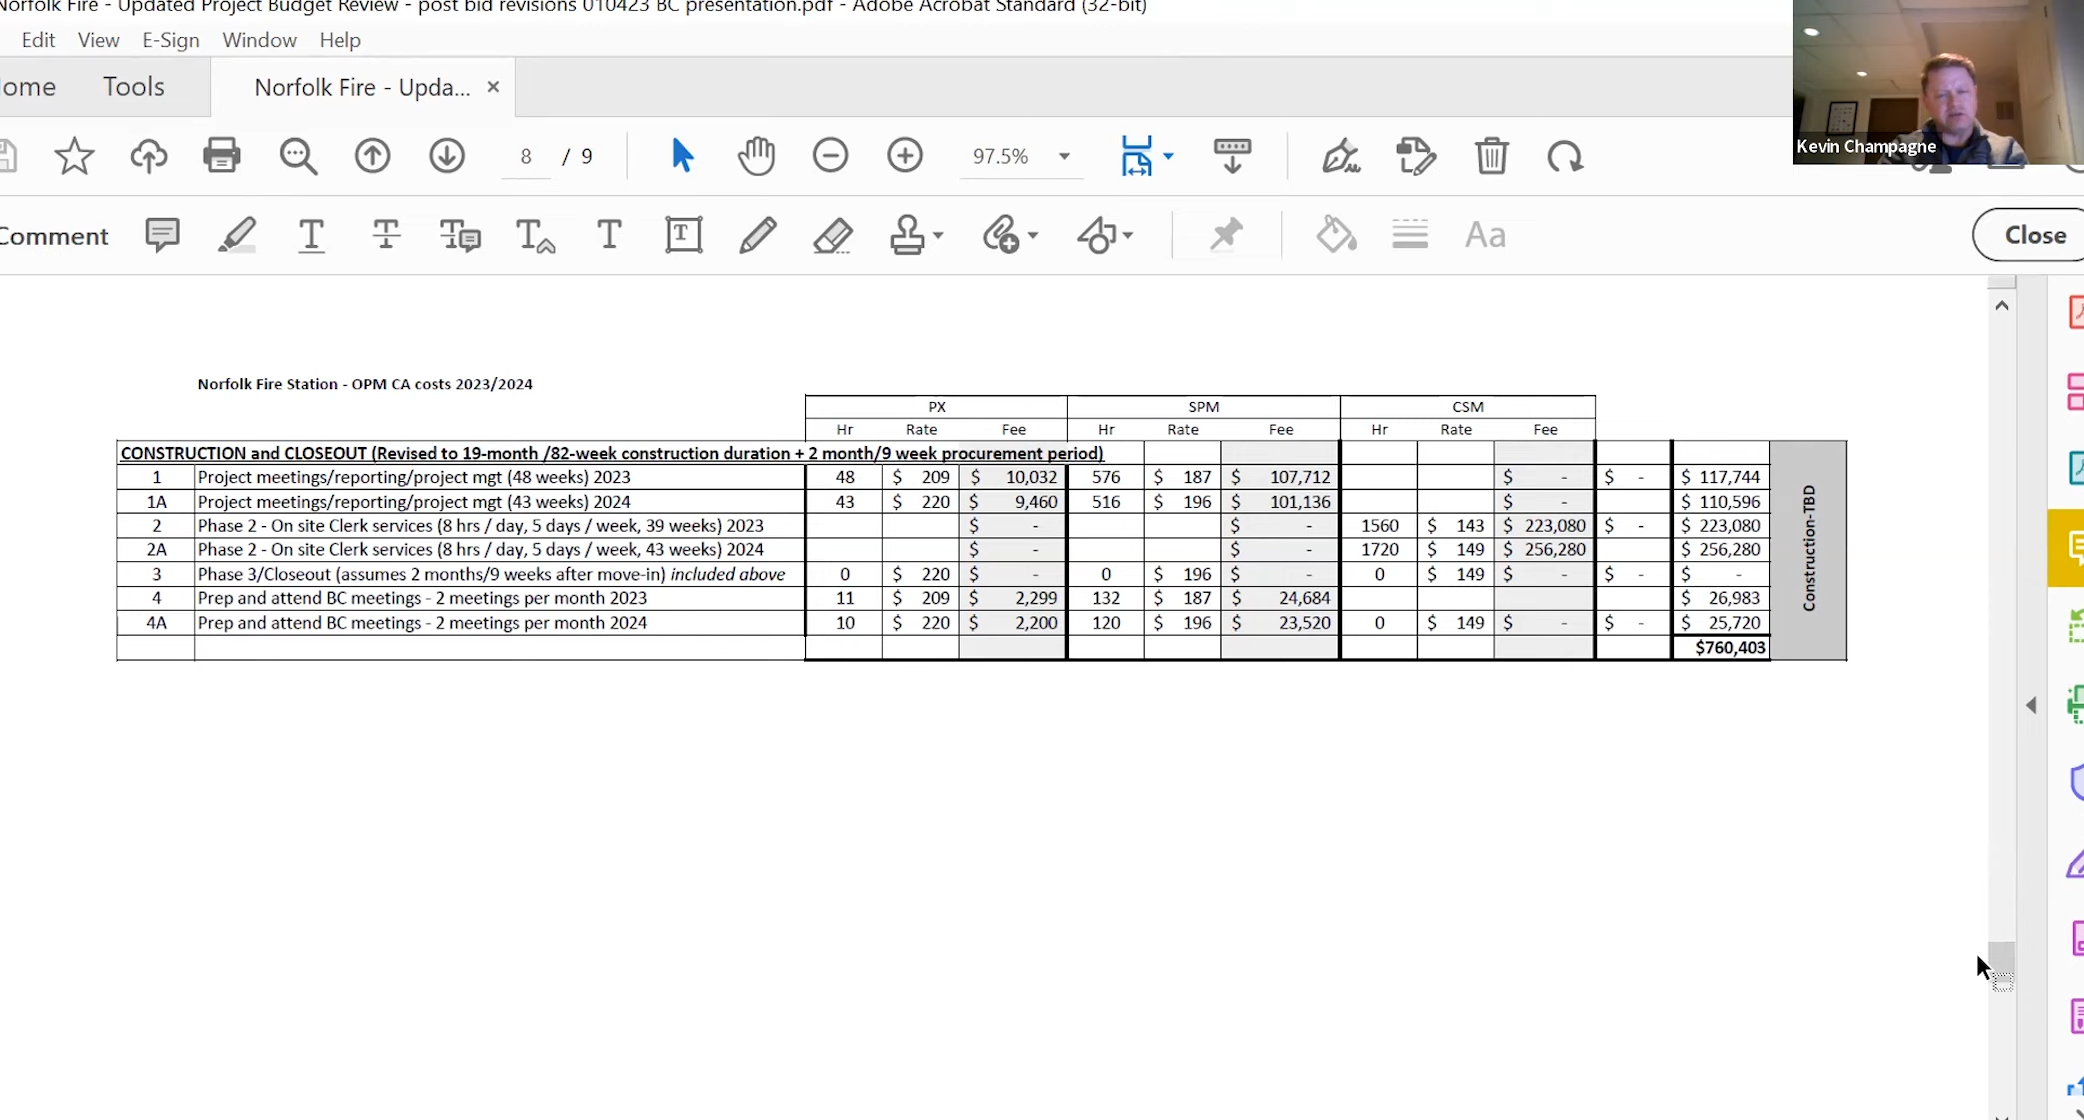 Norfolk Fire - Updated Project Budget Review - post bid revisions 010423 BC presentation.pdf - Adobe Acrobat Standard (32-bit)
Edit View E-Sign Window Help
Home Tools Norfolk Fire - Upda... ×
8 / 9 97.5%
Kevin Champagne
Comment T T T T T T Aa Close
Norfolk Fire Station - OPM CA costs 2023/2024
PX SPM CSM
Hr Rate Fee Hr Rate Fee Hr Rate Fee
CONSTRUCTION and CLOSEOUT (Revised to 19-month /82-week construction duration + 2 month/9 week procurement period)
1 Project meetings/reporting/project mgt (48 weeks) 2023 48 $ 209 $ 10,032 576 $ 187 $ 107,712 $ - $ - $ 117,744
1A Project meetings/reporting/project mgt (43 weeks) 2024 43 $ 220 $ 9,460 516 $ 196 $ 101,136 $ - $ 110,596
2 Phase 2 - On site Clerk services (8 hrs / day, 5 days / week, 39 weeks) 2023 $ - $ - 1560 $ 143 $ 223,080 $ - $ 223,080
2A Phase 2 - On site Clerk services (8 hrs / day, 5 days / week, 43 weeks) 2024 $ - $ - 1720 $ 149 $ 256,280 $ 256,280
3 Phase 3/Closeout (assumes 2 months/9 weeks after move-in) included above 0 $ 220 $ - 0 $ 196 $ - 0 $ 149 $ - $ - $ -
4 Prep and attend BC meetings - 2 meetings per month 2023 11 $ 209 $ 2,299 132 $ 187 $ 24,684 $ 26,983
4A Prep and attend BC meetings - 2 meetings per month 2024 10 $ 220 $ 2,200 120 $ 196 $ 23,520 0 $ 149 $ - $ - $ 25,720
$760,403
Construction-TBD